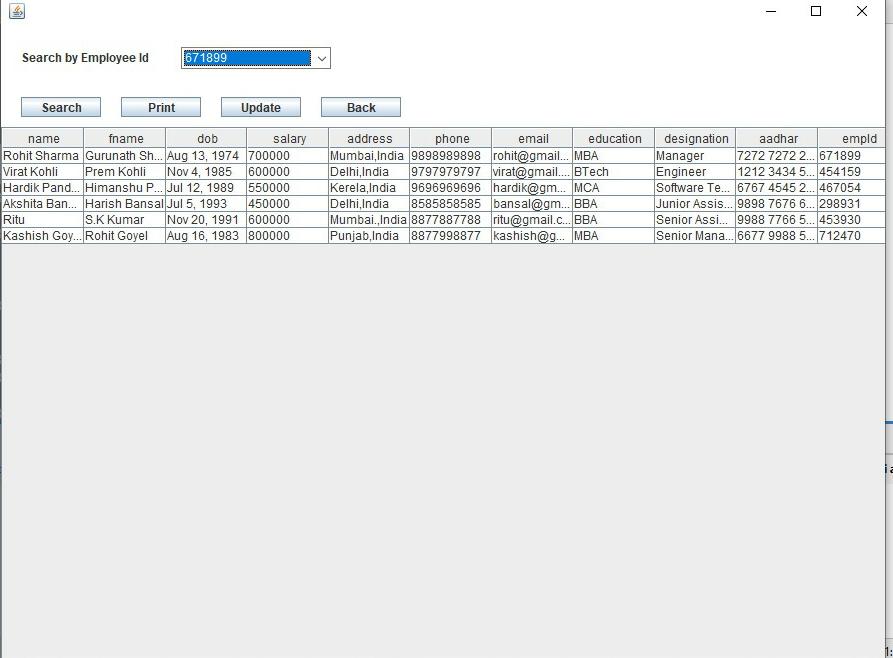 Search by Employee Id 671899
Search Print Update Back
name fname dob salary address phone email education designation aadhar empId
Rohit Sharma Gurunath Sh... Aug 13, 1974 700000 Mumbai,India 9898989898 rohit@gmail... MBA Manager 7272 7272 2... 671899
Virat Kohli Prem Kohli Nov 4, 1985 600000 Delhi,India 9797979797 virat@gmail.... BTech Engineer 1212 3434 5... 454159
Hardik Pand... Himanshu P... Jul 12, 1989 550000 Kerela,India 9696969696 hardik@gm... MCA Software Te... 6767 4545 2... 467054
Akshita Ban... Harish Bansal Jul 5, 1993 450000 Delhi,India 8585858585 bansal@gm... BBA Junior Assis... 9898 7676 6... 298931
Ritu S.K Kumar Nov 20, 1991 600000 Mumbai.,India 8877887788 ritu@gmail.c... BBA Senior Assi... 9988 7766 5... 453930
Kashish Goy... Rohit Goyel Aug 16, 1983 800000 Punjab,India 8877998877 kashish@g... MBA Senior Mana... 6677 9988 5... 712470